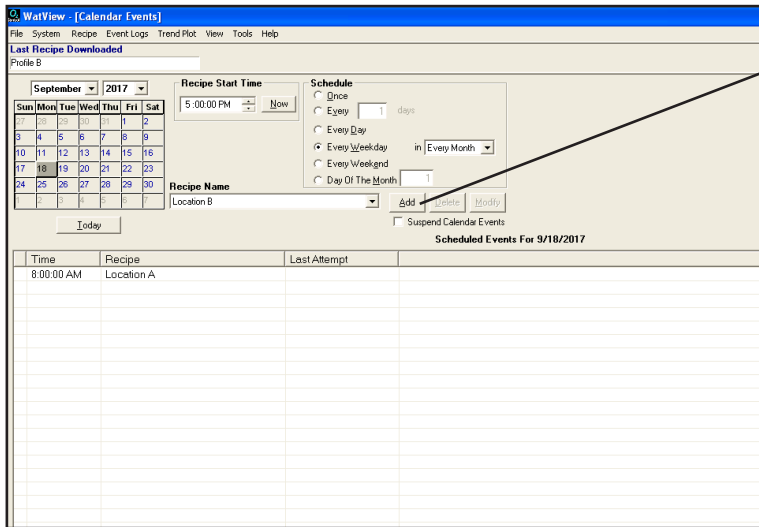 WatView - [Calendar Events]
File System Recipe Event Logs Trend Plot View Tools Help
Last Recipe Downloaded
Profile B
September 2017
Sun Mon Tue Wed Thu Fri Sat
27 28 29 30 31 1 2
3 4 5 6 7 8 9
10 11 12 13 14 15 16
17 18 19 20 21 22 23
24 25 26 27 28 29 30
1 2 3 4 5 6 7
Today
Recipe Start Time
5:00:00 PM Now
Schedule
Once
Every 1 days
Every Day
Every Weekday in Every Month
Every Weekend
Day Of The Month 1
Recipe Name
Location B Add Delete Modify
Suspend Calendar Events
Scheduled Events For 9/18/2017
Time Recipe Last Attempt
8:00:00 AM Location A